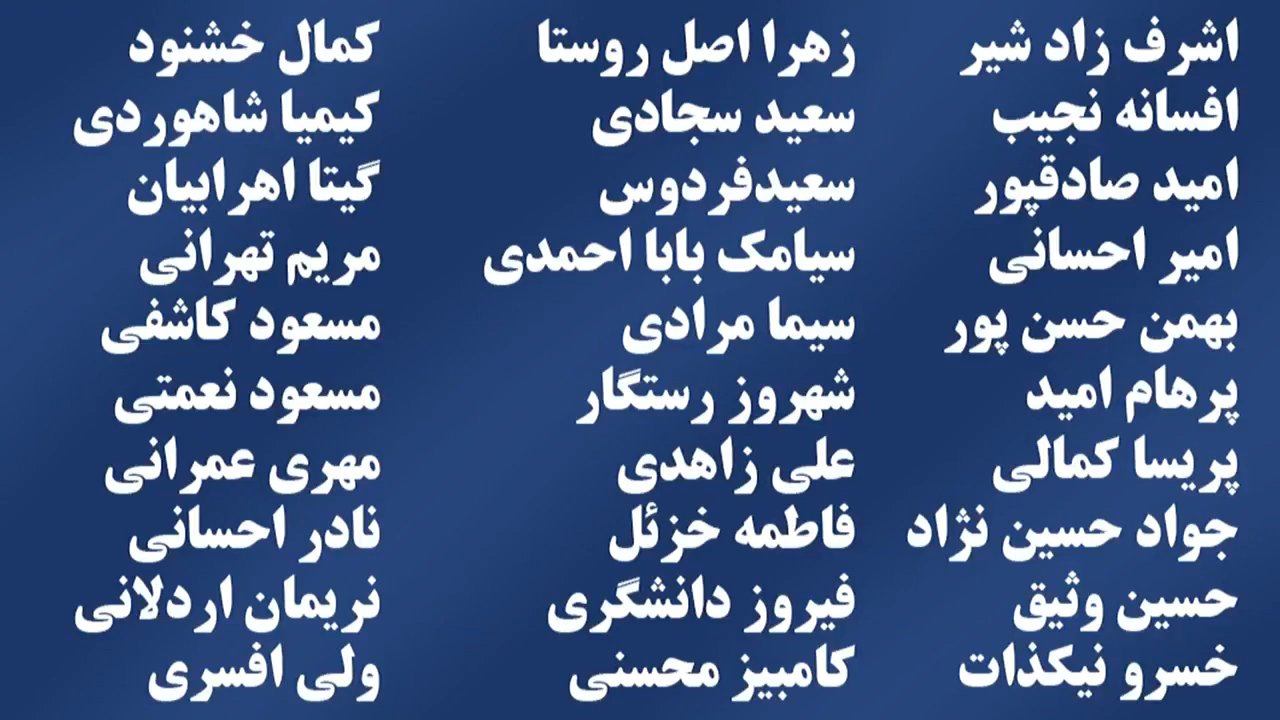 اشرف زاد شیر
افسانه نجیب
امید صادقپور
امیر احسانی
بهمن حسن پور
پرهام امید
پریسا کمالی
جواد حسین نژاد
حسین وثیق
خسرو نیکذات
زهرا اصل روستا
سعید سجادی
سعیدفردوس
سیامک بابا احمدی
سیما مرادی
شهروز رستگار
علی زاهدی
فاطمه خزئل
فیروز دانشگری
کامبیز محسنی
کمال خشنود
کیمیا شاهوردی
گیتا اهرابیان
مریم تهرانی
مسعود کاشفی
مسعود نعمتی
مهری عمرانی
نادر احسانی
نریمان اردلانی
ولی افسری